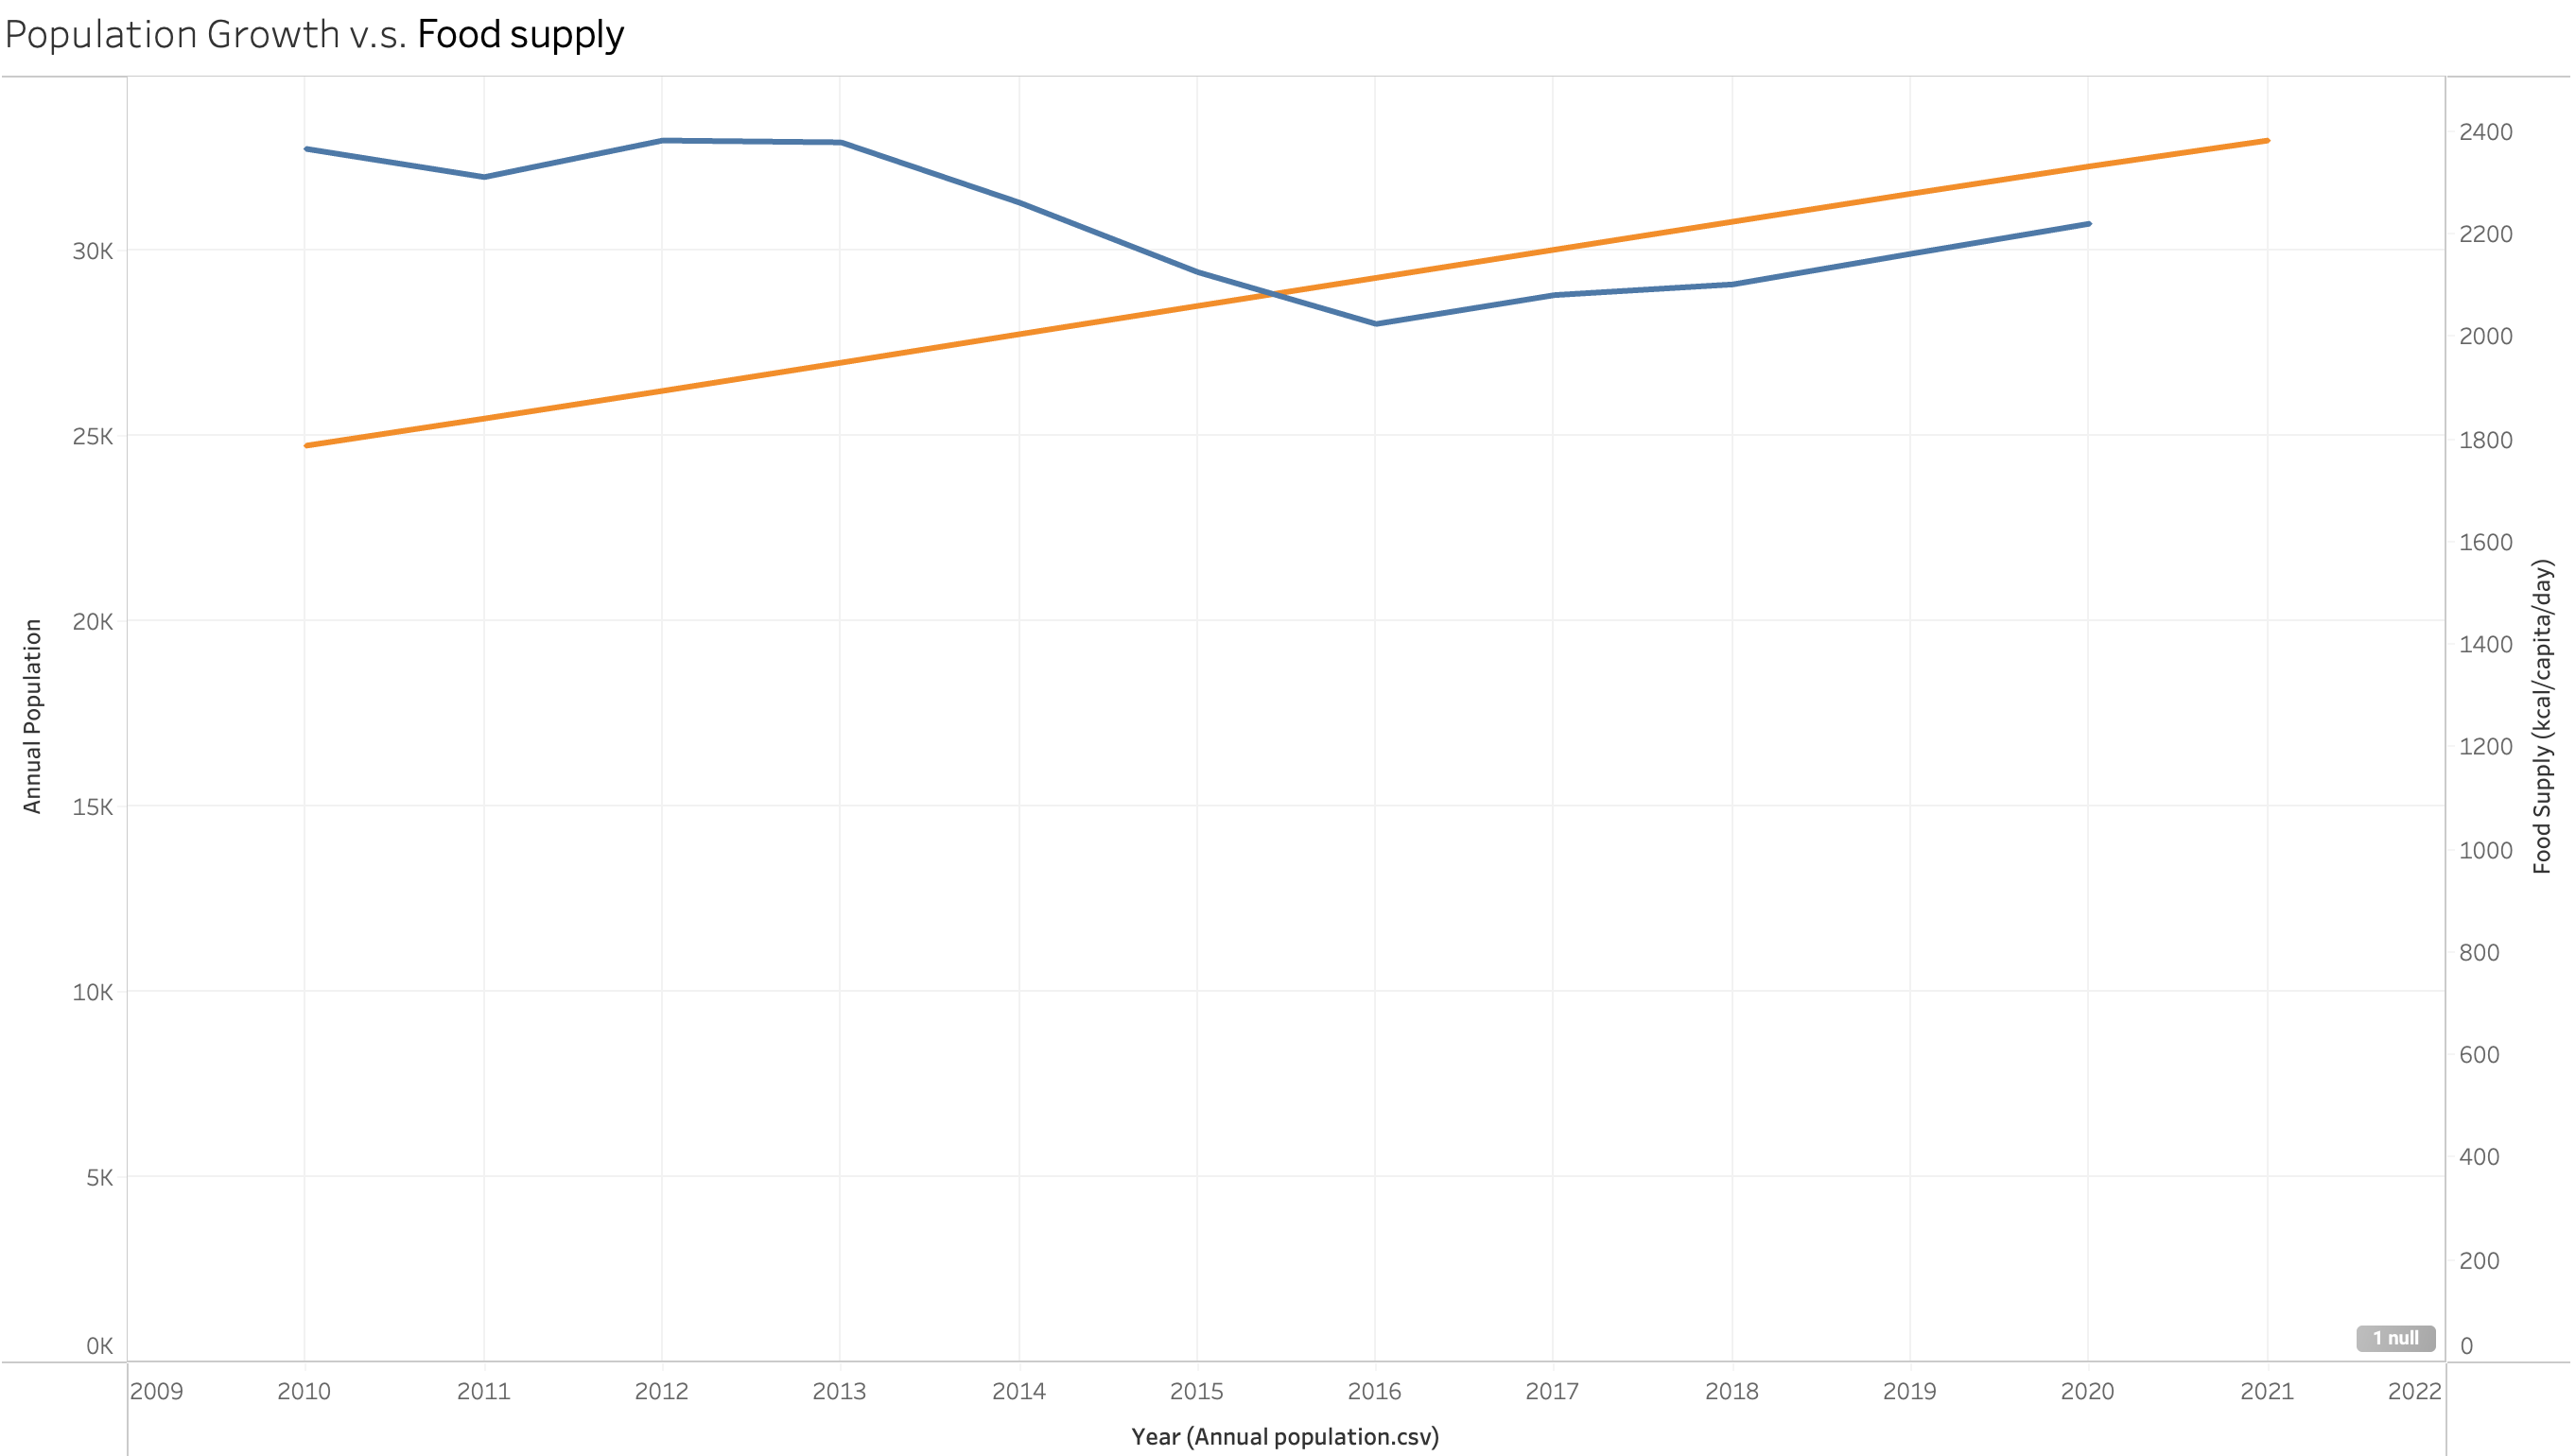 Population Growth v.s. Food supply
30K
25K
20K
15K
10K
5K
0K
Annual Population
2400
2200
2000
1800
1600
1400
1200
1000
800
600
400
200
0
Food Supply (kcal/capita/day)
1 null
2009 2010 2011 2012 2013 2014 2015 2016 2017 2018 2019 2020 2021 2022
Year (Annual population.csv)